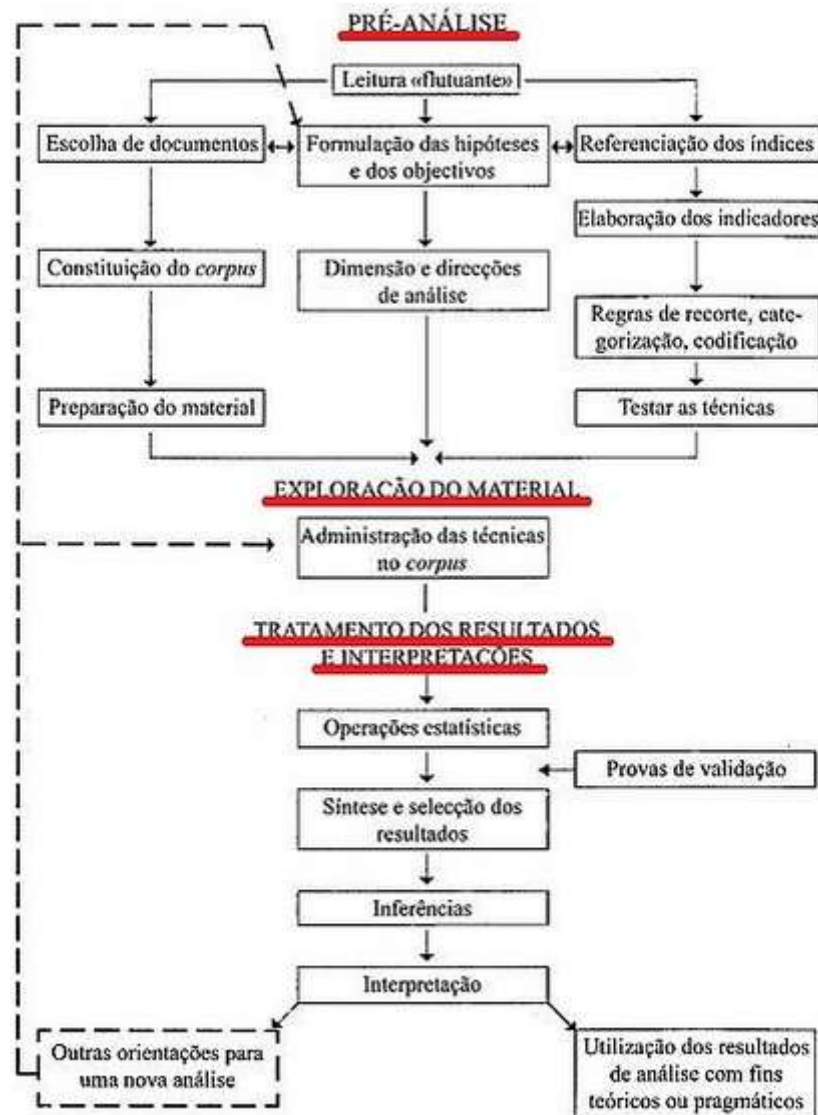 PRÉ-ANÁLISE
Leitura «flutuante»
Escolha de documentos
Formulação das hipóteses
e dos objectivos
Referenciação dos índices
Elaboração dos indicadores
Constituição do corpus
Dimensão e direcções
de análise
Regras de recorte, cate-
gorização, codificação
Preparação do material
Testar as técnicas
EXPLORAÇÃO DO MATERIAL
Administração das técnicas
no corpus
TRATAMENTO DOS RESULTADOS
E INTERPRETAÇÕES
Operações estatísticas
Provas de validação
Síntese e selecção dos
resultados
Inferências
Interpretação
Outras orientações para
uma nova análise
Utilização dos resultados
de análise com fins
teóricos ou pragmáticos